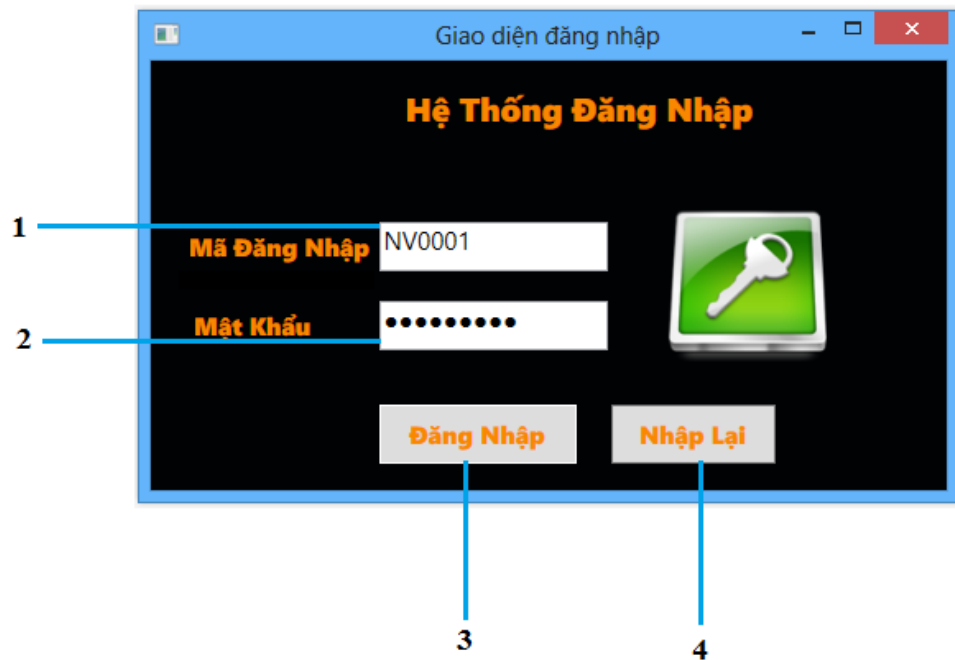 Giao diện đăng nhập
Hệ Thống Đăng Nhập
1
Mã Đăng Nhập NV0001
Mật Khẩu •••••••••
2
Đăng Nhập Nhập Lại
3 4